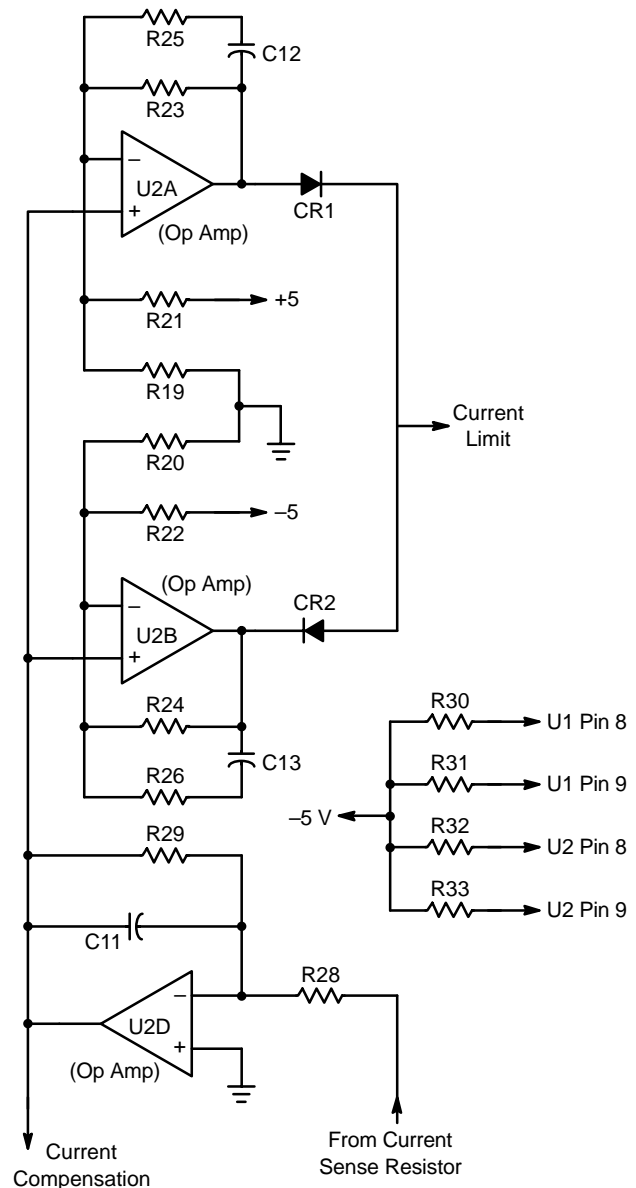 R25
C12
R23
–
U2A
+
CR1
(Op Amp)
R21
+5
R19
Current
Limit
R20
R22
–5
(Op Amp)
CR2
–
U2B
+
R24
C13
R26
R30
U1 Pin 8
R31
U1 Pin 9
–5 V
R32
U2 Pin 8
R33
U2 Pin 9
R29
C11
R28
–
U2D
+
(Op Amp)
Current
Compensation
From Current
Sense Resistor